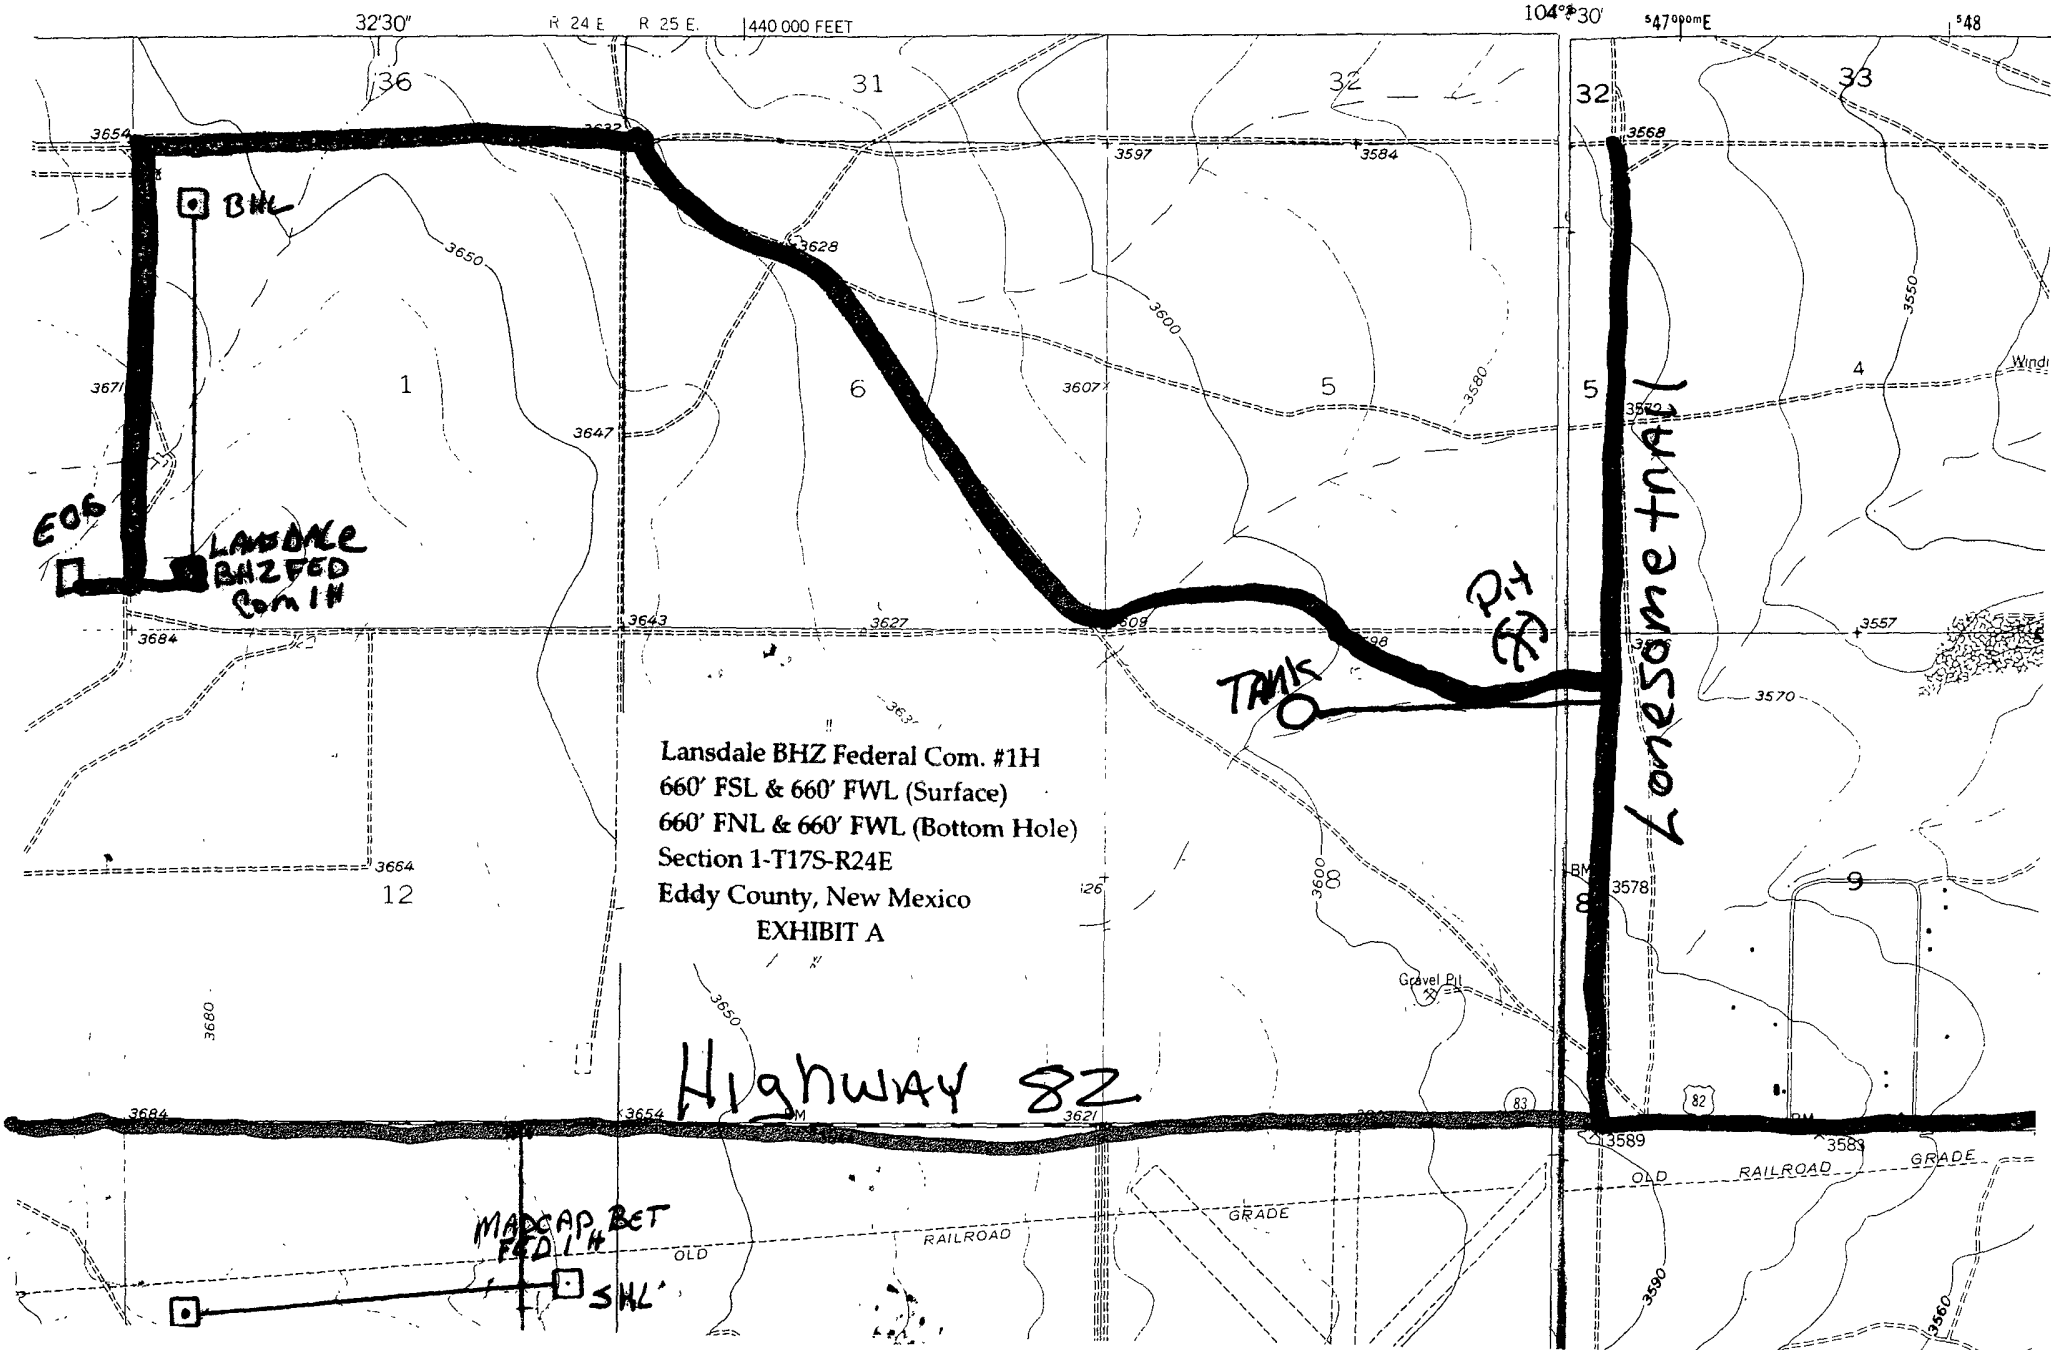 32'30"
R 24 E
R 25 E.
440 000 FEET
30'
547000mE
548
36
31
32
32
33
3654
3632
3597
3584
3568
BHL
3650
3628
3600
3550
3671
1
6
3607
5
3580
5
3572
4
3647
EOG
LANSDALE
BHZ FED
Com 1H
Pit
Lonesome Hunt
3684
3643
3627
3609
3598
3557
TANK
3570
Lansdale BHZ Federal Com. #1H
660' FSL & 660' FWL (Surface)
660' FNL & 660' FWL (Bottom Hole)
Section 1-T17S-R24E
Eddy County, New Mexico
EXHIBIT A
3664
12
3600
8
BM
3578
8
9
3680
3650
Gravel Pit
Highway 82
3684
3654
BM
3621
83
82
BM
3589
3583
OLD RAILROAD GRADE
MADCAP BET
FED 1H
OLD RAILROAD GRADE
SHL
3590
3560